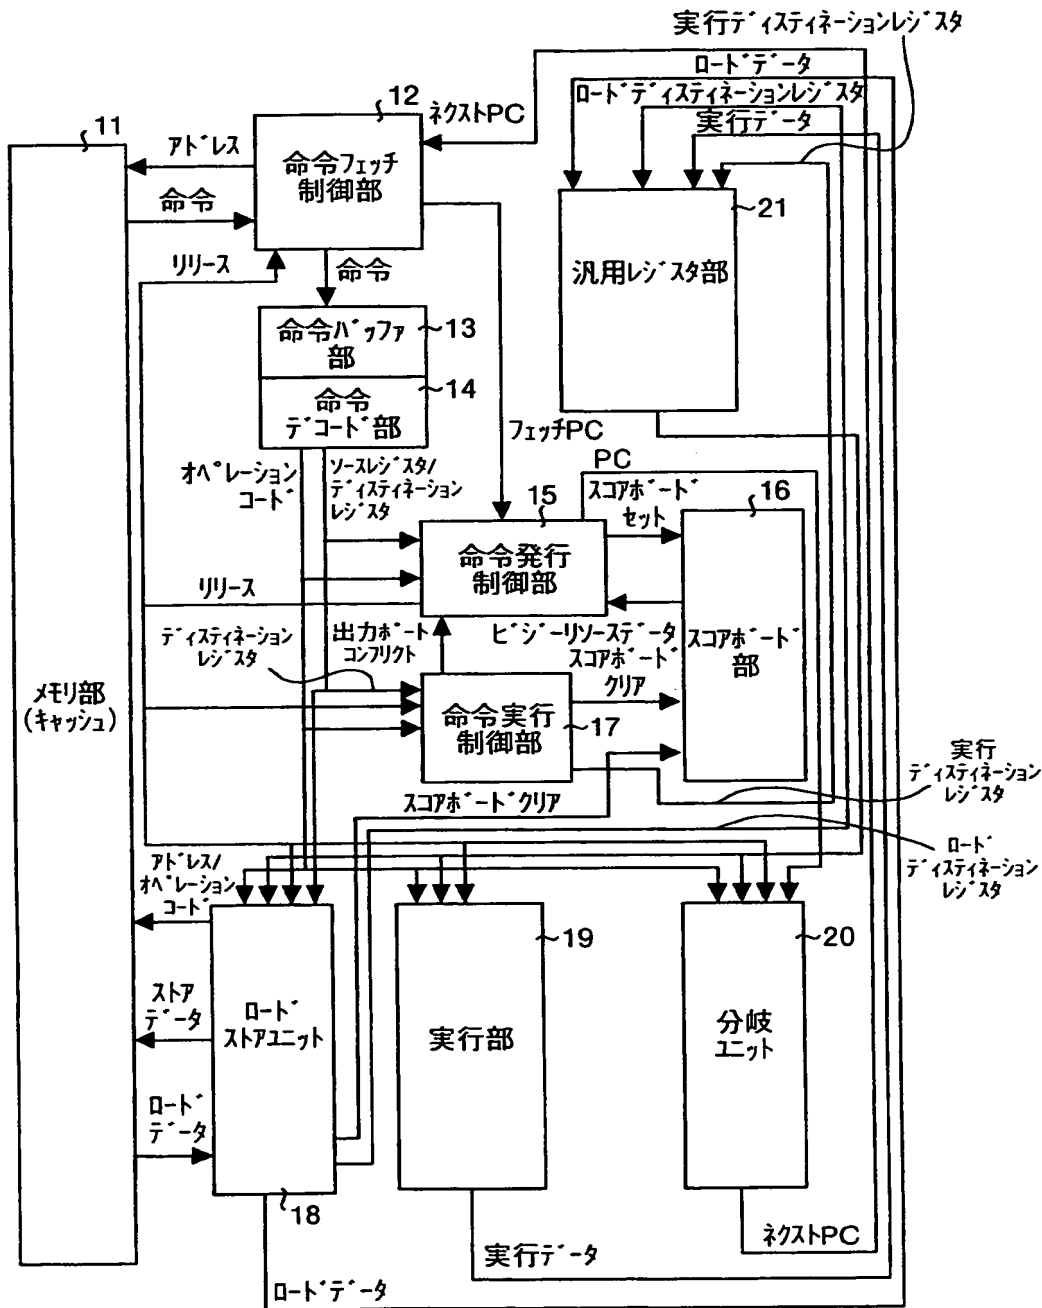 実行ﾃﾞｨｽﾃｨﾈｰｼｮﾝﾚｼﾞｽﾀ
ﾛｰﾄﾞﾃﾞｰﾀ
ﾛｰﾄﾞﾃﾞｨｽﾃｨﾈｰｼｮﾝﾚｼﾞｽﾀ
実行ﾃﾞｰﾀ
11
12
ﾈｸｽﾄPC
ｱﾄﾞﾚｽ
命令
命令ﾌｪｯﾁ
制御部
ﾘﾘｰｽ
命令
21
汎用ﾚｼﾞｽﾀ部
命令ﾊﾞｯﾌｧ
部
13
命令
ﾃﾞｺｰﾄﾞ部
14
ﾌｪｯﾁPC
ｵﾍﾟﾚｰｼｮﾝ
ｺｰﾄﾞ
ｿｰｽﾚｼﾞｽﾀ/
ﾃﾞｨｽﾃｨﾈｰｼｮﾝ
ﾚｼﾞｽﾀ
15
PC
ｽｺｱﾎﾞｰﾄﾞ
ｾｯﾄ
16
命令発行
制御部
ﾘﾘｰｽ
ﾃﾞｨｽﾃｨﾈｰｼｮﾝ
ﾚｼﾞｽﾀ
出力ﾎﾟｰﾄ
ｺﾝﾌﾘｸﾄ
ﾋﾞｼﾞｰﾘｿｰｽﾃﾞｰﾀ
ｽｺｱﾎﾞｰﾄﾞ
ｸﾘｱ
ｽｺｱﾎﾞｰﾄﾞ
部
ﾒﾓﾘ部
(ｷｬｯｼｭ)
命令実行
制御部
17
ｽｺｱﾎﾞｰﾄﾞｸﾘｱ
実行
ﾃﾞｨｽﾃｨﾈｰｼｮﾝ
ﾚｼﾞｽﾀ
ﾛｰﾄﾞ
ﾃﾞｨｽﾃｨﾈｰｼｮﾝ
ﾚｼﾞｽﾀ
ｱﾄﾞﾚｽ/
ｵﾍﾟﾚｰｼｮﾝ
ｺｰﾄﾞ
ｽﾄｱ
ﾃﾞｰﾀ
ﾛｰﾄﾞ
ﾃﾞｰﾀ
ﾛｰﾄﾞ
ｽﾄｱﾕﾆｯﾄ
18
19
実行部
20
分岐
ﾕﾆｯﾄ
ﾈｸｽﾄPC
実行ﾃﾞｰﾀ
ﾛｰﾄﾞﾃﾞｰﾀ